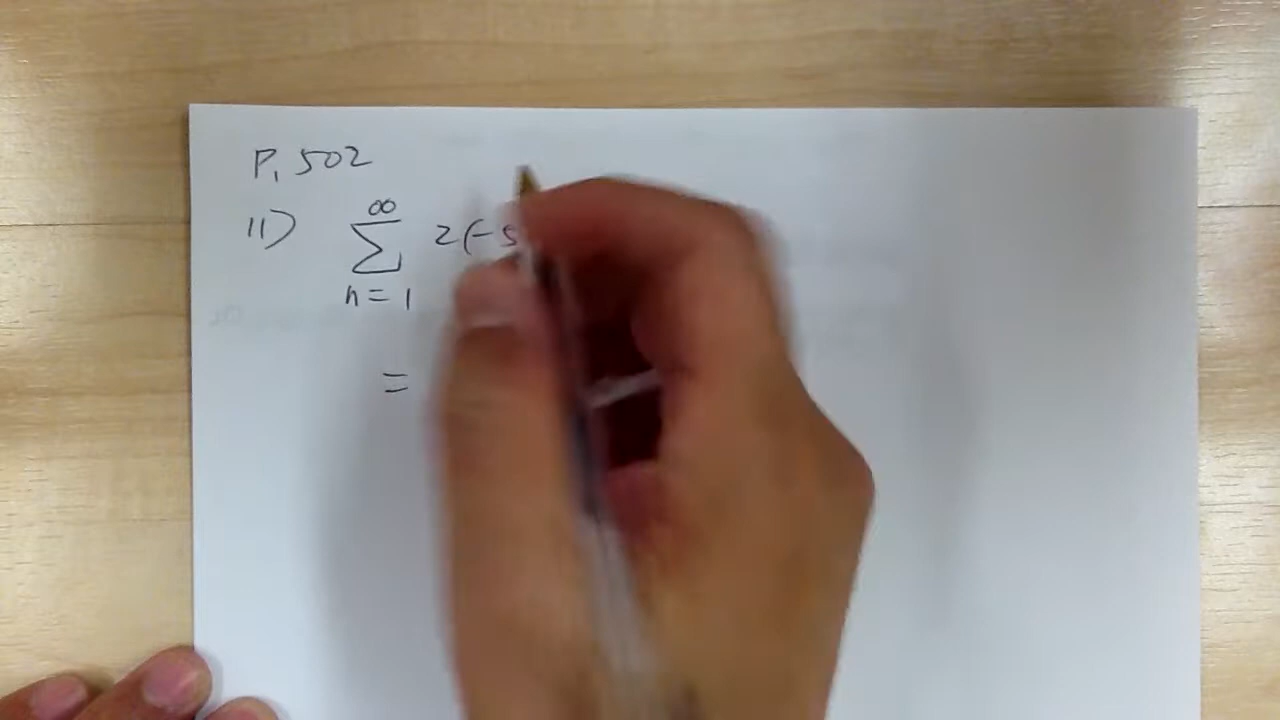 P. 502
11) ∞
∑ 2(-5
n = 1
=